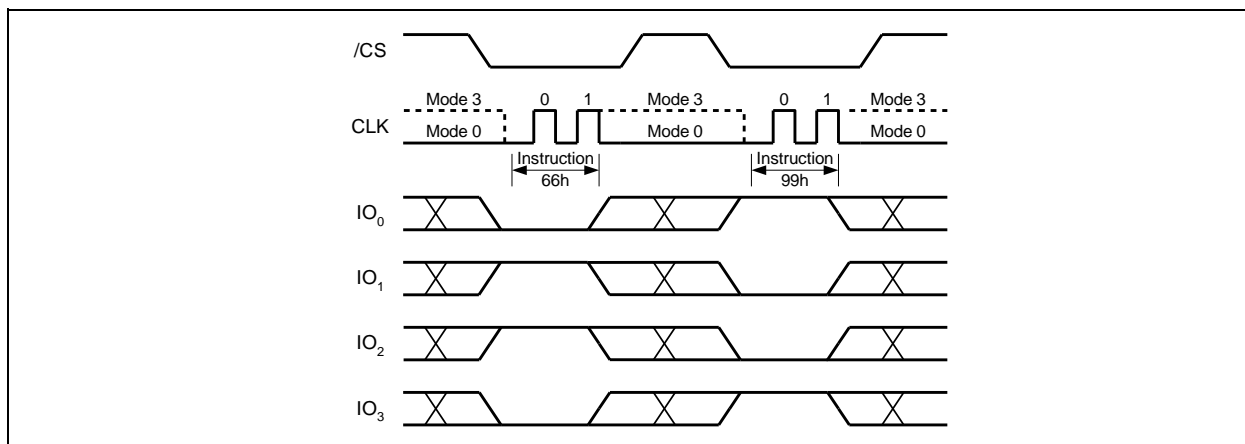 /CS
Mode 3 0 1 Mode 3 0 1 Mode 3
CLK Mode 0 Mode 0 Mode 0
Instruction Instruction
66h 99h
IO0
IO1
IO2
IO3